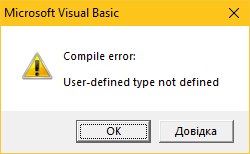 Microsoft Visual Basic
Compile error:
User-defined type not defined
OK
Довідка